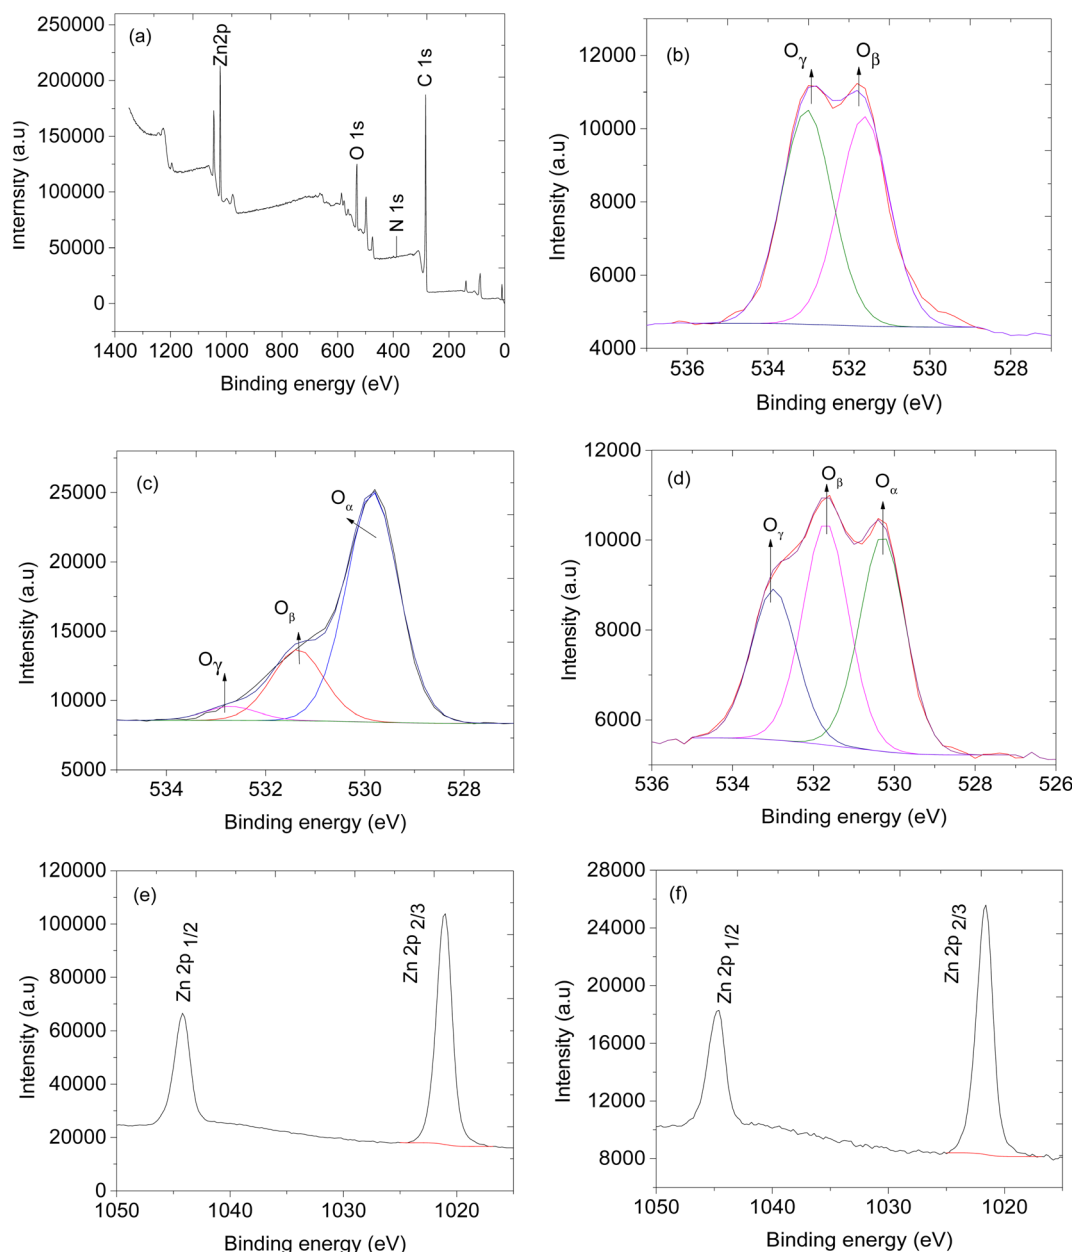 (a)
Zn2p
O 1s
N 1s
C 1s
250000
200000
150000
100000
50000
0
Internsity (a.u)
1400 1200 1000 800 600 400 200 0
Binding energy (eV)
(b)
Oγ
Oβ
12000
10000
8000
6000
4000
Intensity (a.u)
536 534 532 530 528
Binding energy (eV)
(c)
Oα
Oβ
Oγ
25000
20000
15000
10000
5000
Intensity (a.u)
534 532 530 528
Binding energy (eV)
(d)
Oγ
Oβ
Oα
12000
10000
8000
6000
Intensity (a.u)
536 534 532 530 528 526
Binding energy (eV)
(e)
Zn 2p 1/2
Zn 2p 2/3
120000
100000
80000
60000
40000
20000
0
Intensity (a.u)
1050 1040 1030 1020
Binding energy (eV)
(f)
Zn 2p 1/2
Zn 2p 2/3
28000
24000
20000
16000
12000
8000
Intensity (a.u)
1050 1040 1030 1020
Binding energy (eV)